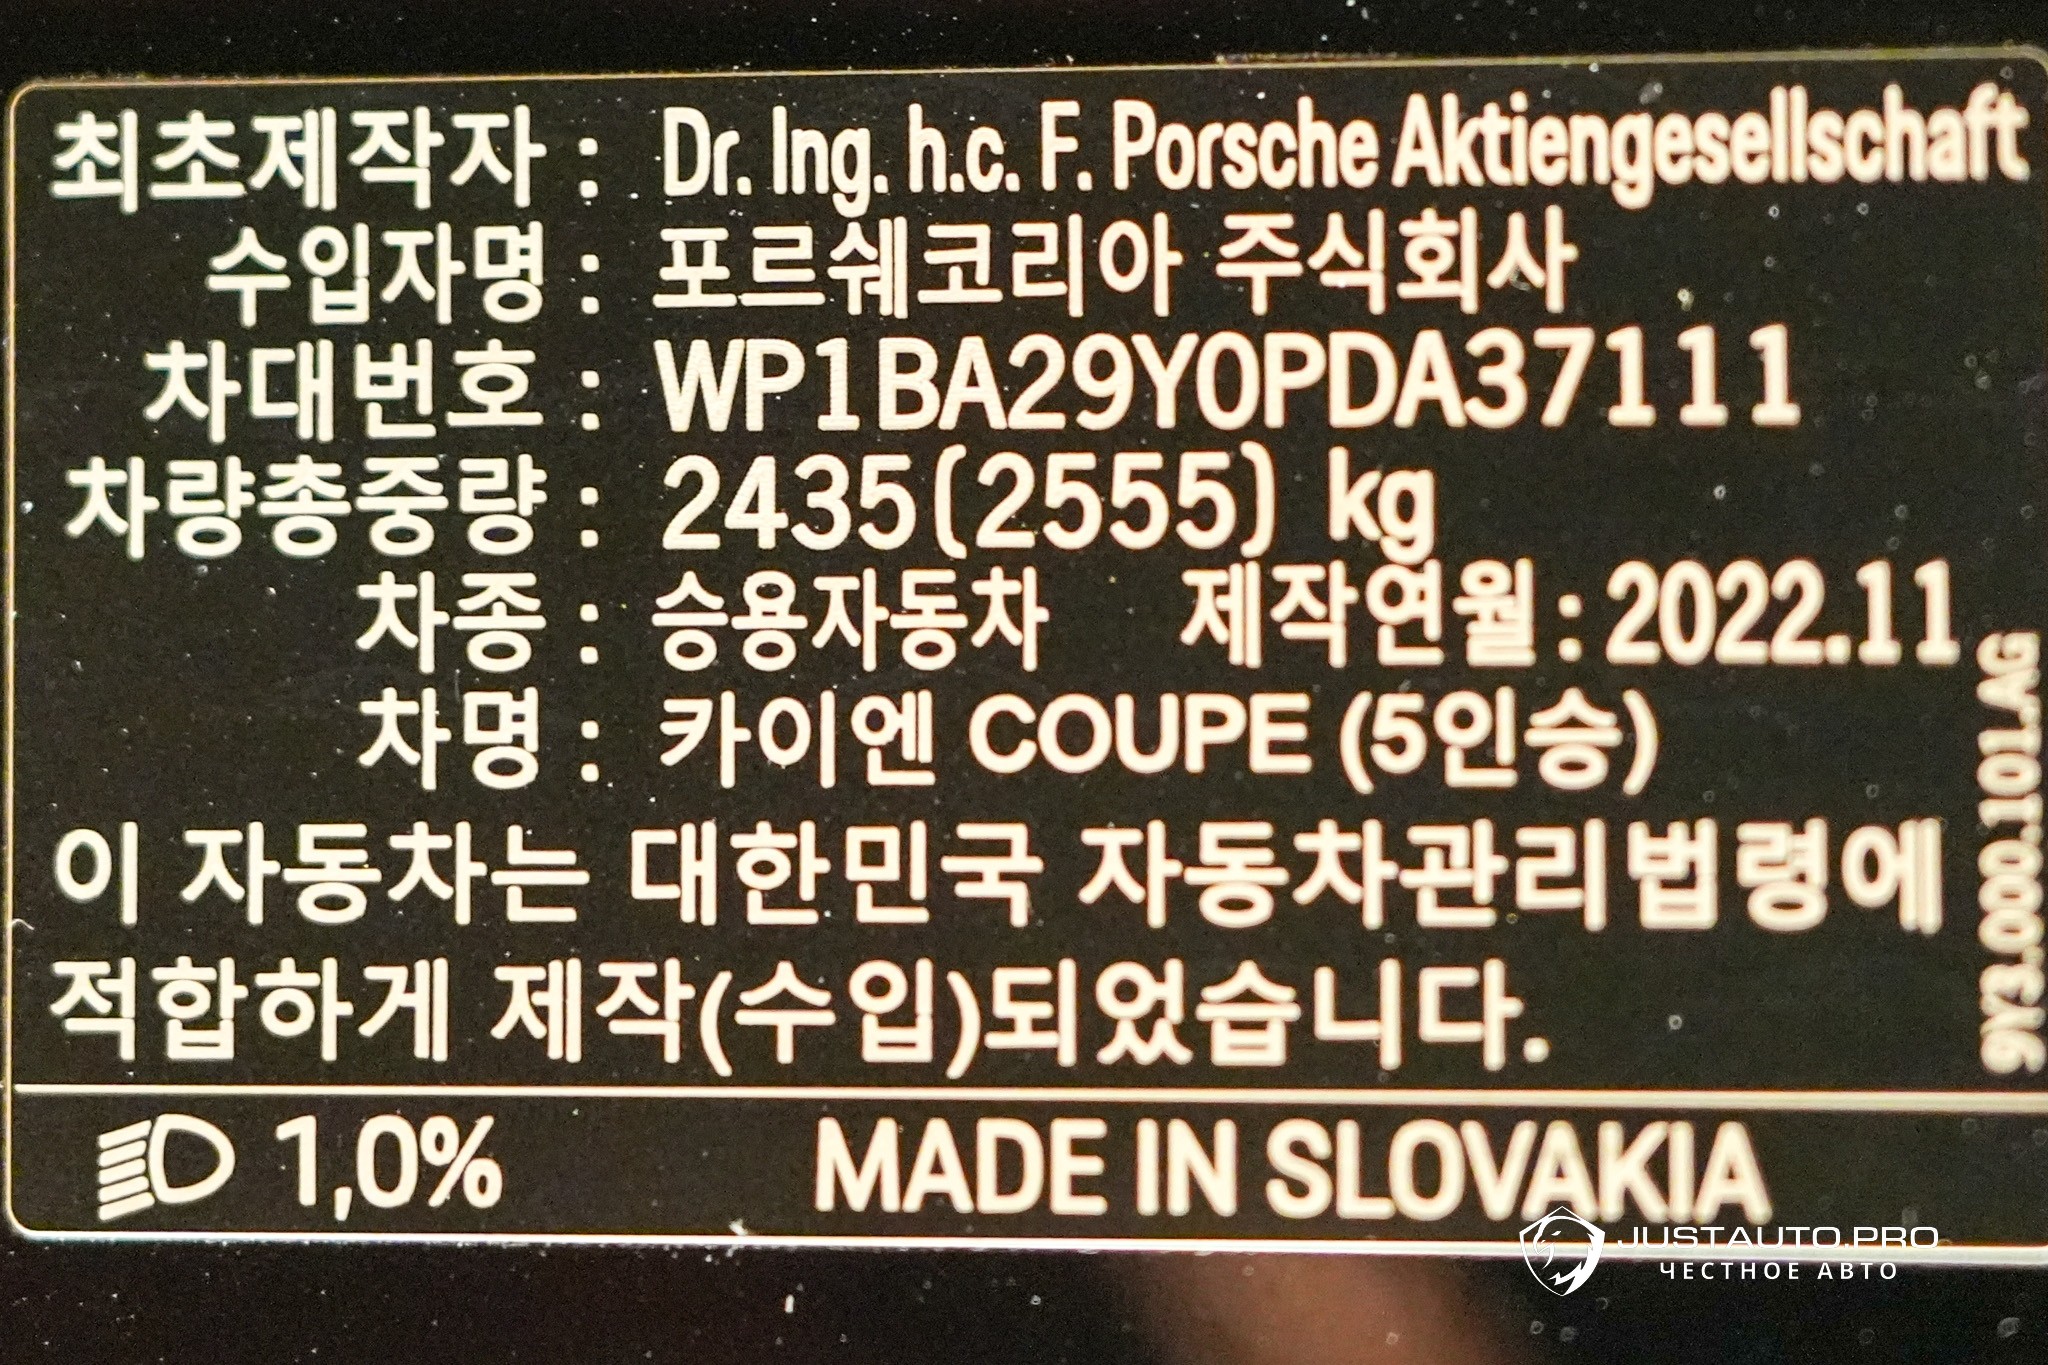 최초제작자 : Dr. Ing. h.c. F. Porsche Aktiengesellschaft
수입자명 : 포르쉐코리아 주식회사
차대번호 : WP1BA29Y0PDA37111
차량총중량 : 2435(2555) kg
차종 : 승용자동차 제작연월 : 2022.11
차명 : 카이엔 COUPE (5인승)
이 자동차는 대한민국 자동차관리법령에
적합하게 제작(수입)되었습니다.
9Y3.000.101.AG
1,0% MADE IN SLOVAKIA
JUSTAUTO.PRO
ЧЕСТНОЕ АВТО